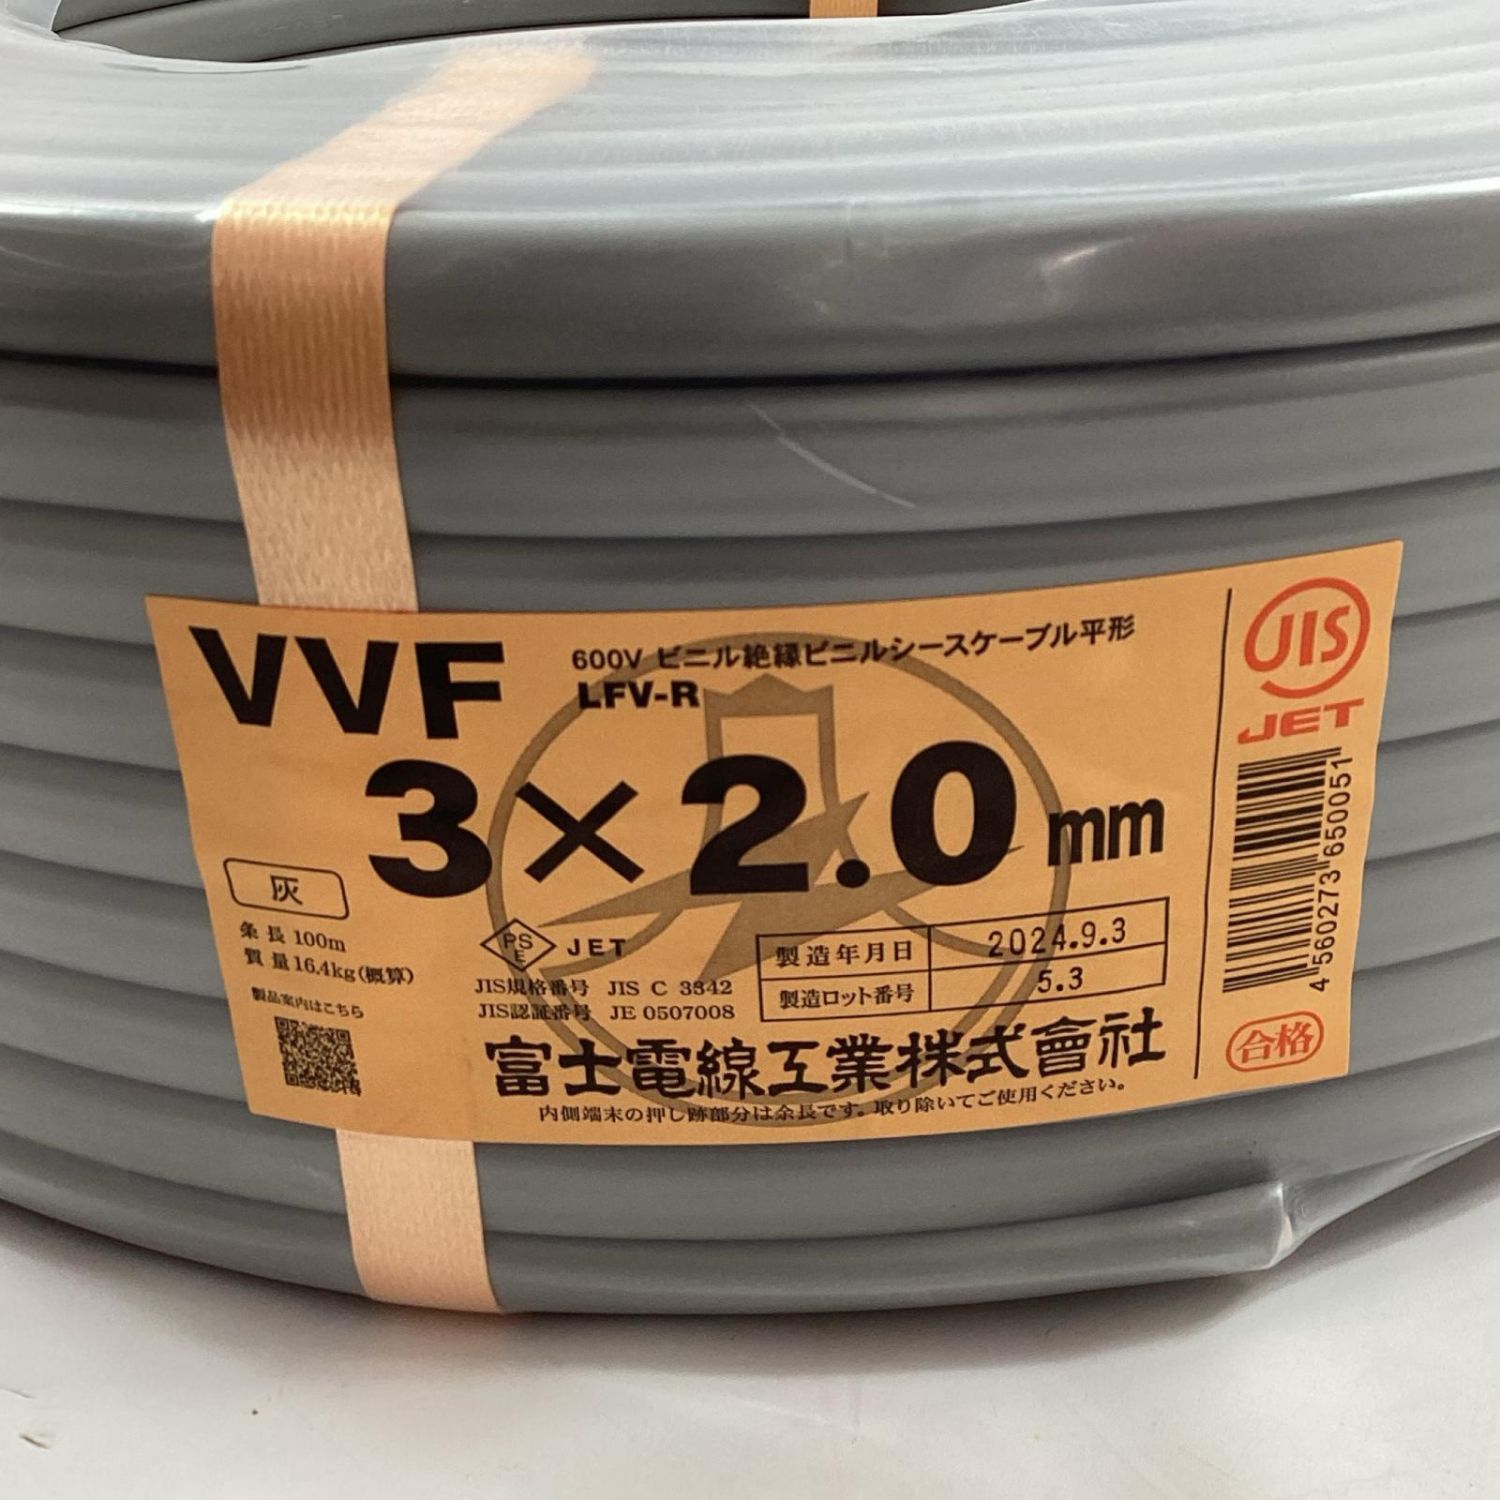 VVF
600V ビニル絶縁ビニルシースケーブル平形
LFV-R
3×2.0mm
灰
条長 100m
質量 16.4kg(概算)
製品案内はこちら
PS
E
JET
JIS規格番号 JIS C 3342
JIS認証番号 JE 0507008
製造年月日 2024.9.3
製造ロット番号 5.3
富士電線工業株式會社
内側端末の押し跡部分は余長です。取り除いてご使用ください。
JIS
JET
4 560273 650051
合格